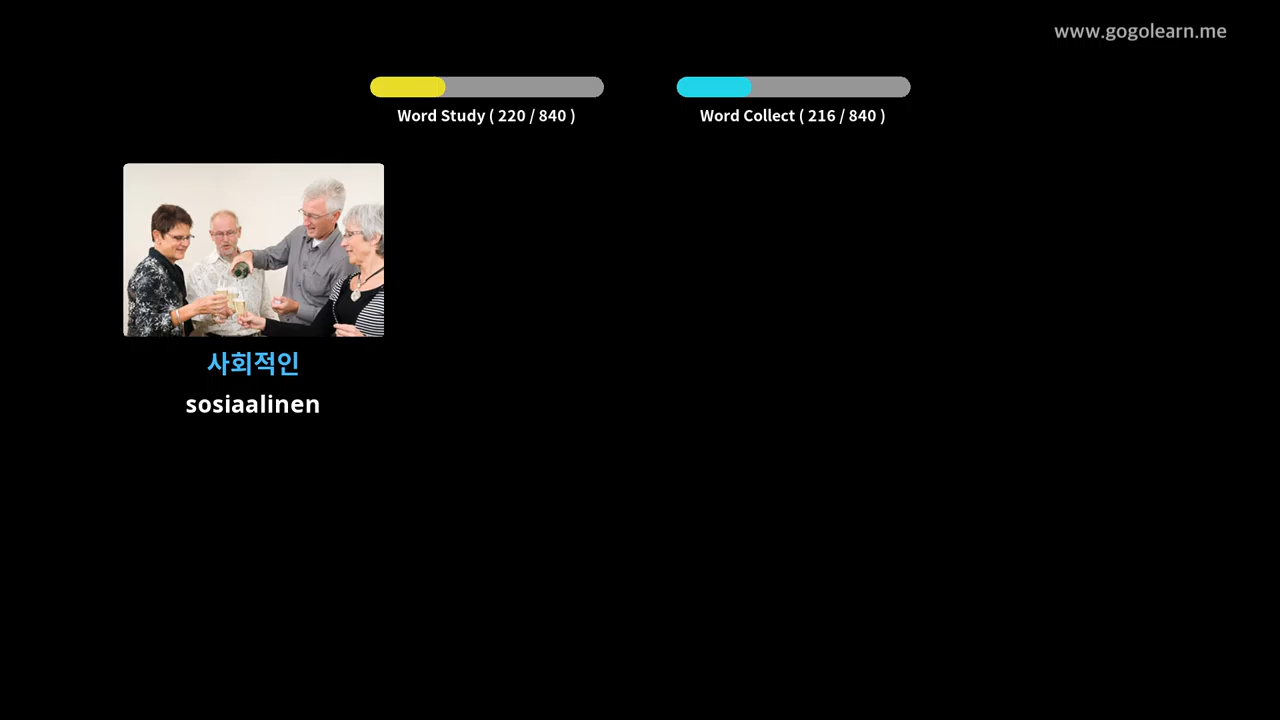 www.gogolearn.me
Word Study ( 220 / 840 )
Word Collect ( 216 / 840 )
사회적인
sosiaalinen